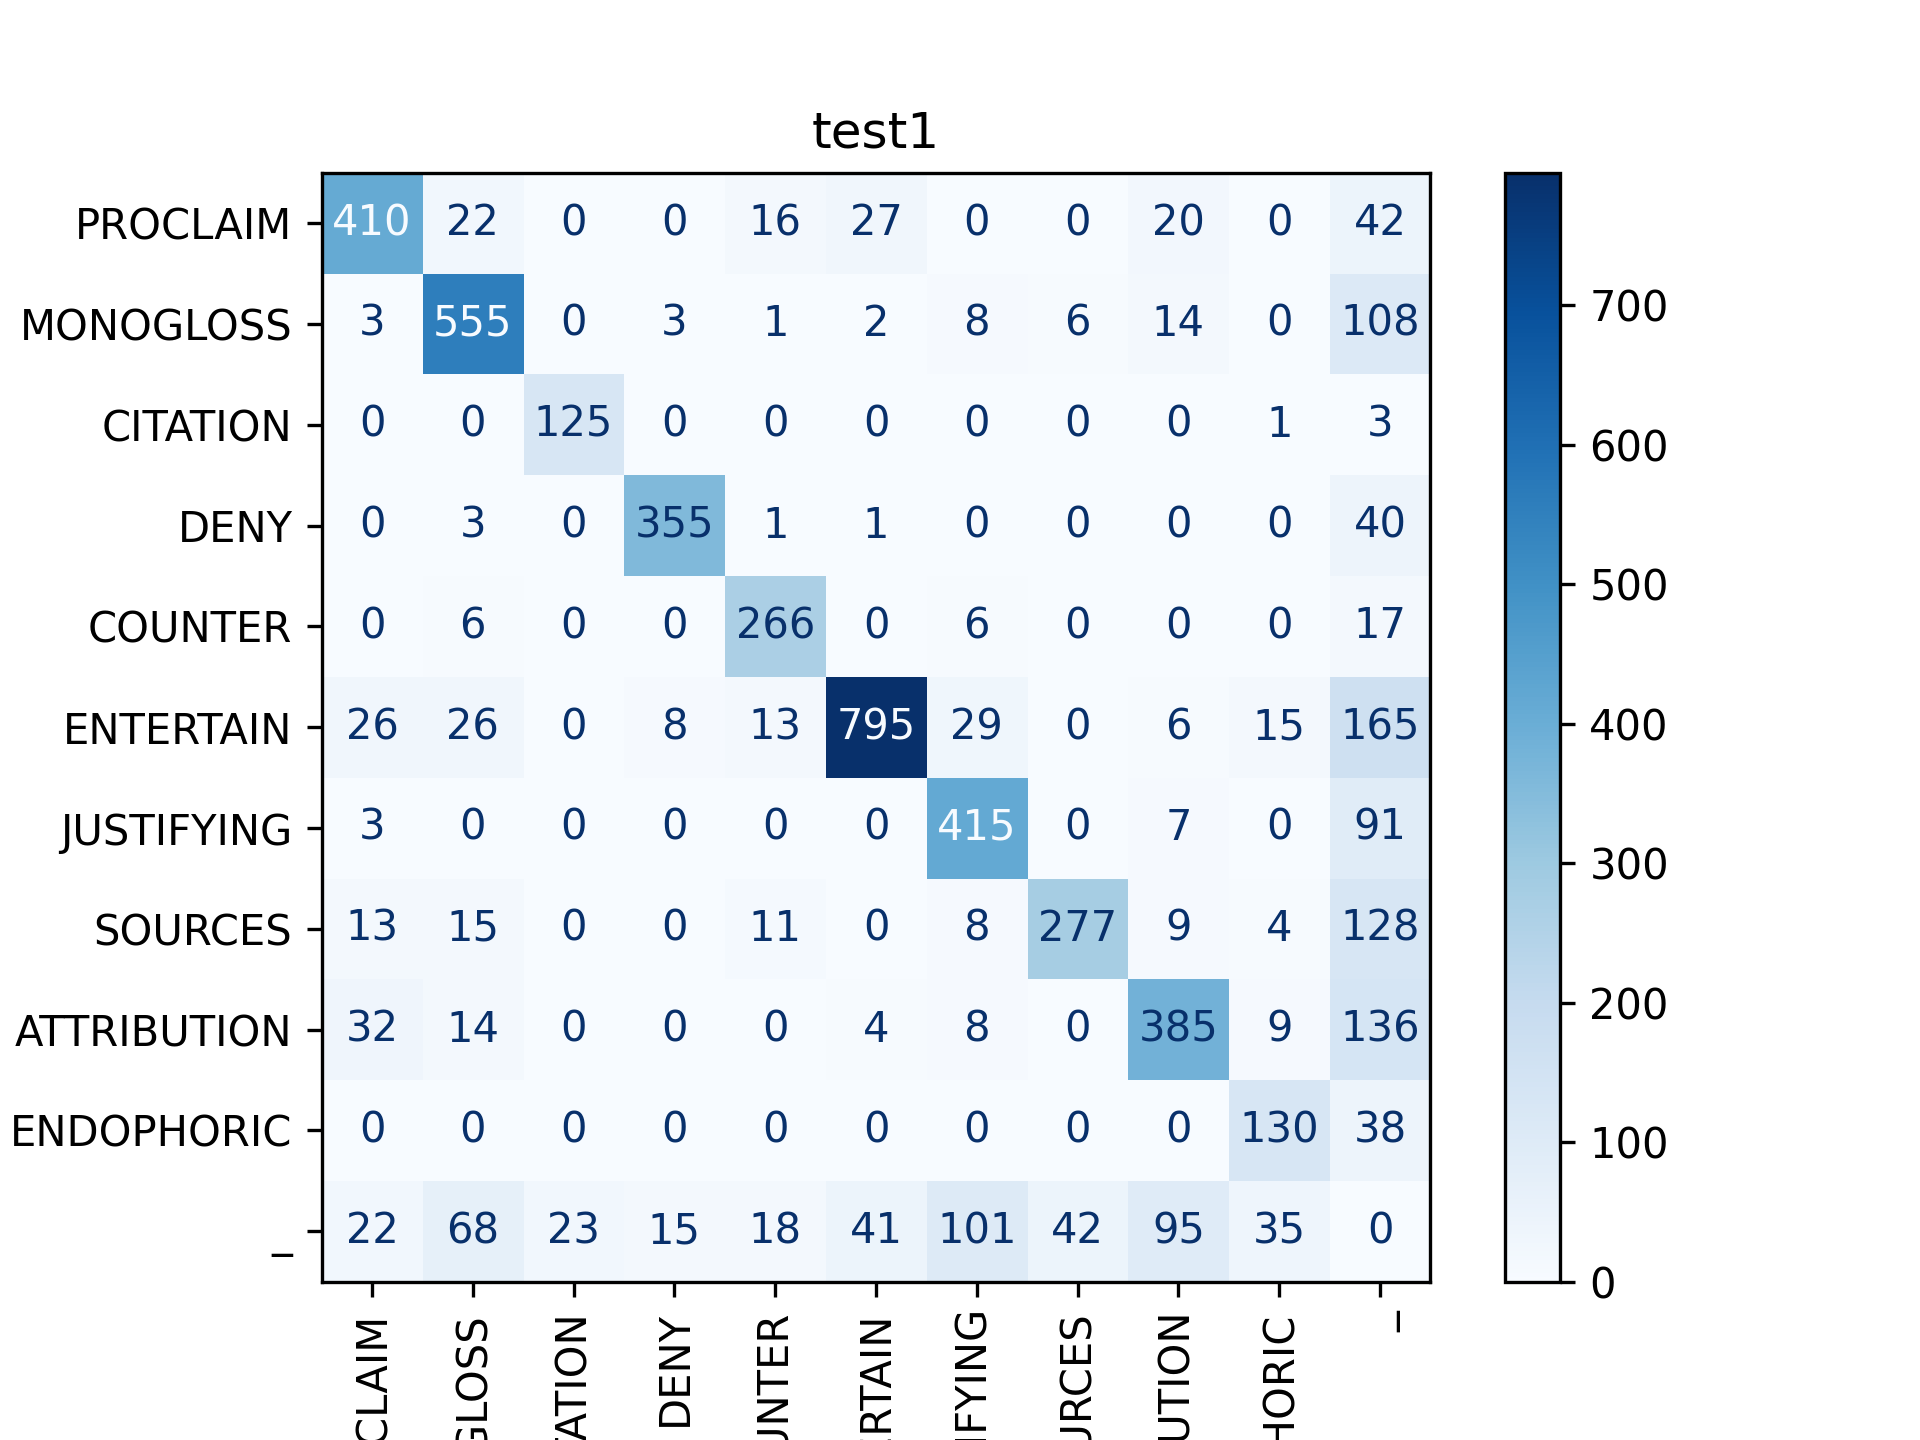 test1
PROCLAIM 410 22 0 0 16 27 0 0 20 0 42
MONOGLOSS 3 555 0 3 1 2 8 6 14 0 108
CITATION 0 0 125 0 0 0 0 0 0 1 3
DENY 0 3 0 355 1 1 0 0 0 0 40
COUNTER 0 6 0 0 266 0 6 0 0 0 17
ENTERTAIN 26 26 0 8 13 795 29 0 6 15 165
JUSTIFYING 3 0 0 0 0 0 415 0 7 0 91
SOURCES 13 15 0 0 11 0 8 277 9 4 128
ATTRIBUTION 32 14 0 0 0 4 8 0 385 9 136
ENDOPHORIC 0 0 0 0 0 0 0 0 0 130 38
_ 22 68 23 15 18 41 101 42 95 35 0
CLAIM
GLOSS
TATION
DENY
UNTER
RTAIN
IFYING
URCES
UTION
HORIC
_
700
600
500
400
300
200
100
0